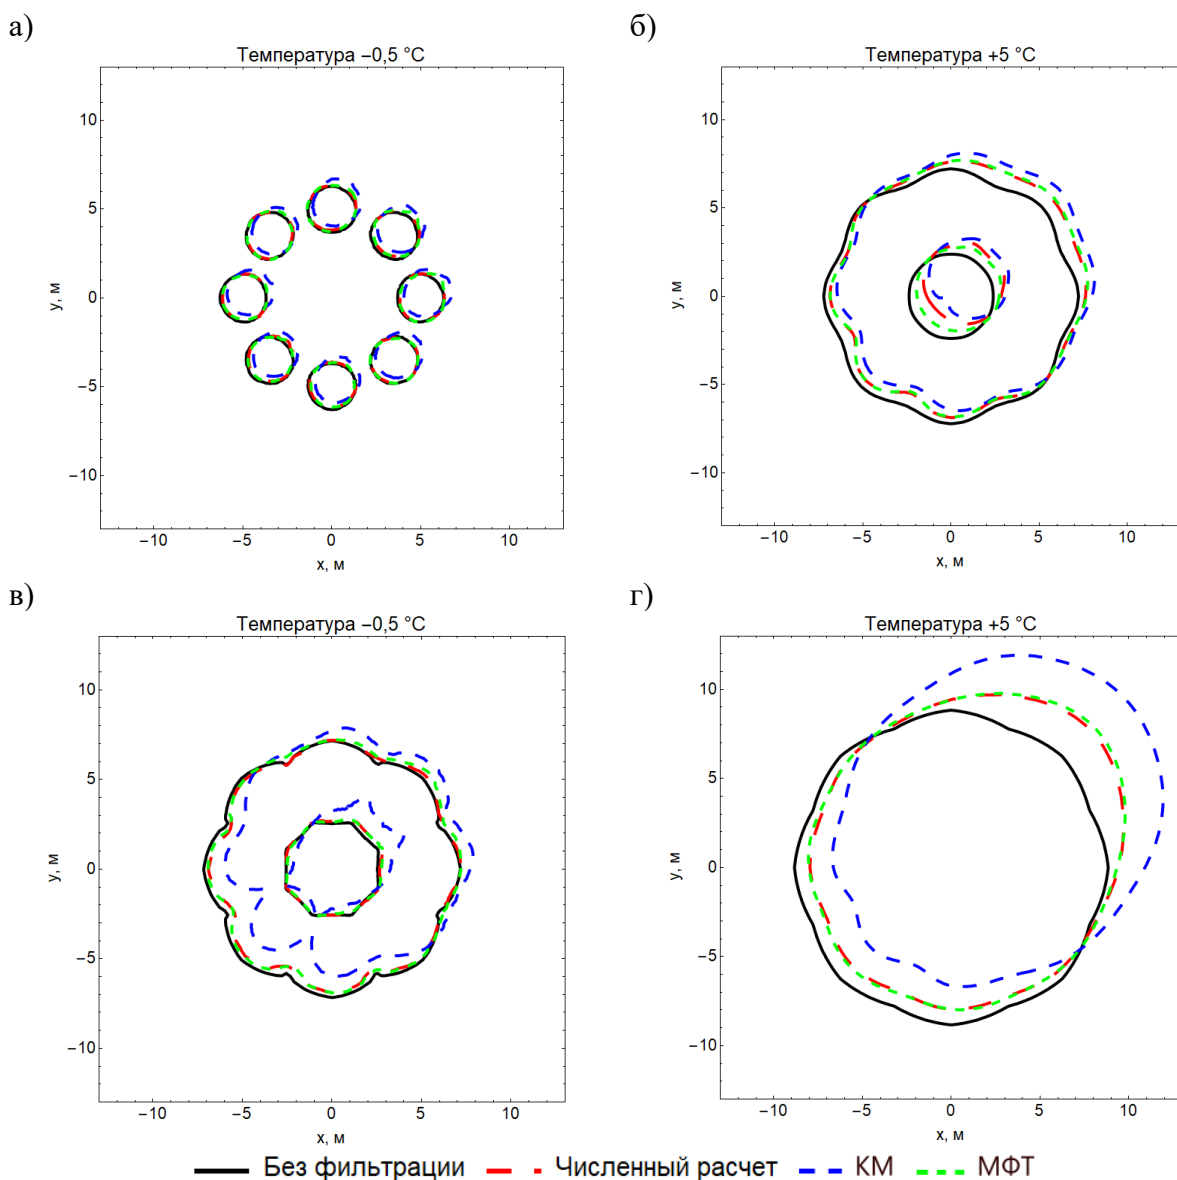 а)
Температура −0,5 °C
10
5
0
−5
−10
y, м
−10 −5 0 5 10
x, м
б)
Температура +5 °C
10
5
0
−5
−10
y, м
−10 −5 0 5 10
x, м
в)
Температура −0,5 °C
10
5
0
−5
−10
y, м
−10 −5 0 5 10
x, м
г)
Температура +5 °C
10
5
0
−5
−10
y, м
−10 −5 0 5 10
x, м
Без фильтрации Численный расчет КМ МФТ